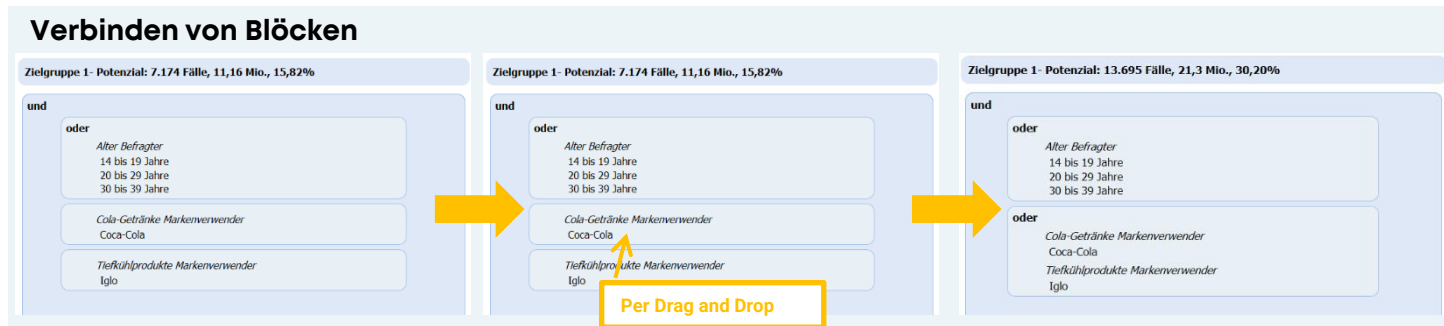 Verbinden von Blöcken
Zielgruppe 1- Potenzial: 7.174 Fälle, 11,16 Mio., 15,82%
und
oder
Alter Befragter
14 bis 19 Jahre
20 bis 29 Jahre
30 bis 39 Jahre
Cola-Getränke Markenverwender
Coca-Cola
Tiefkühlprodukte Markenverwender
Iglo
Zielgruppe 1- Potenzial: 7.174 Fälle, 11,16 Mio., 15,82%
und
oder
Alter Befragter
14 bis 19 Jahre
20 bis 29 Jahre
30 bis 39 Jahre
Cola-Getränke Markenverwender
Coca-Cola
Tiefkühlprodukte Markenverwender
Iglo
Per Drag and Drop
Zielgruppe 1- Potenzial: 13.695 Fälle, 21,3 Mio., 30,20%
und
oder
Alter Befragter
14 bis 19 Jahre
20 bis 29 Jahre
30 bis 39 Jahre
oder
Cola-Getränke Markenverwender
Coca-Cola
Tiefkühlprodukte Markenverwender
Iglo